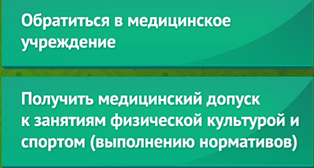 Обратиться в медицинское
учреждение
Получить медицинский допуск
к занятиям физической культурой и
спортом (выполнению нормативов)